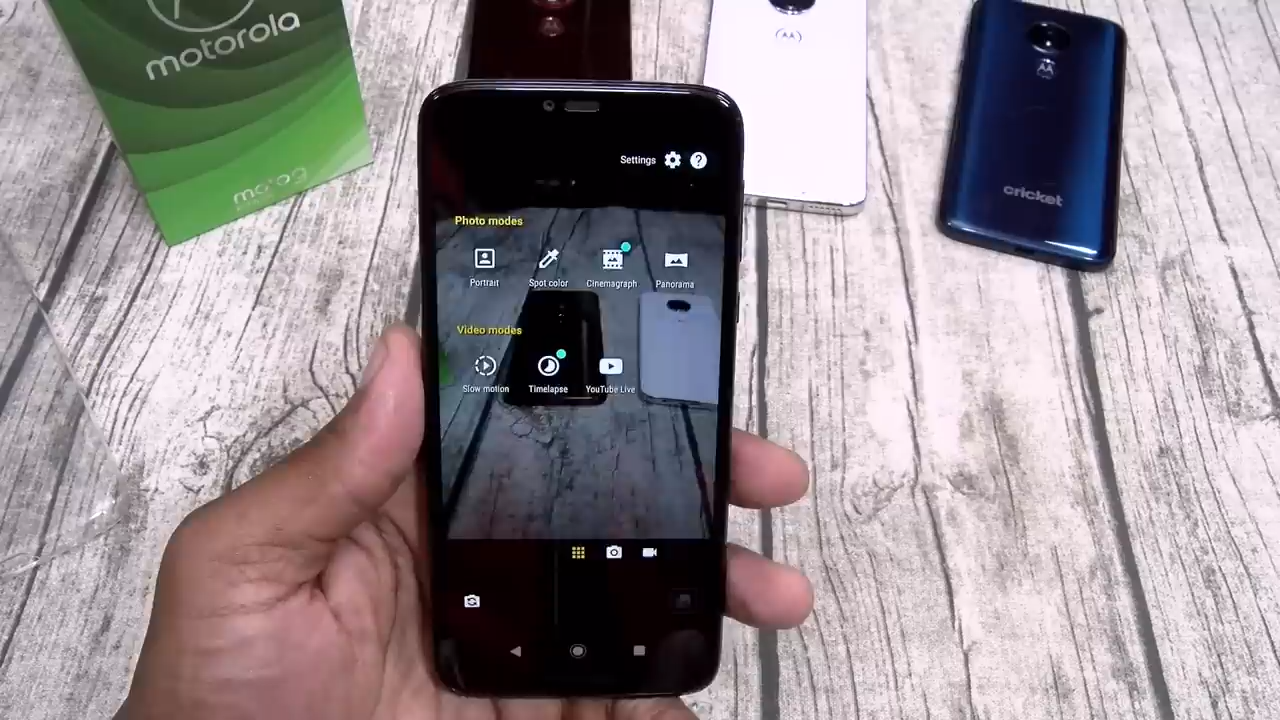 motorola
moto g
cricket
Settings
Photo modes
Portrait
Spot color
Cinemagraph
Panorama
Video modes
Slow motion
Timelapse
YouTube Live